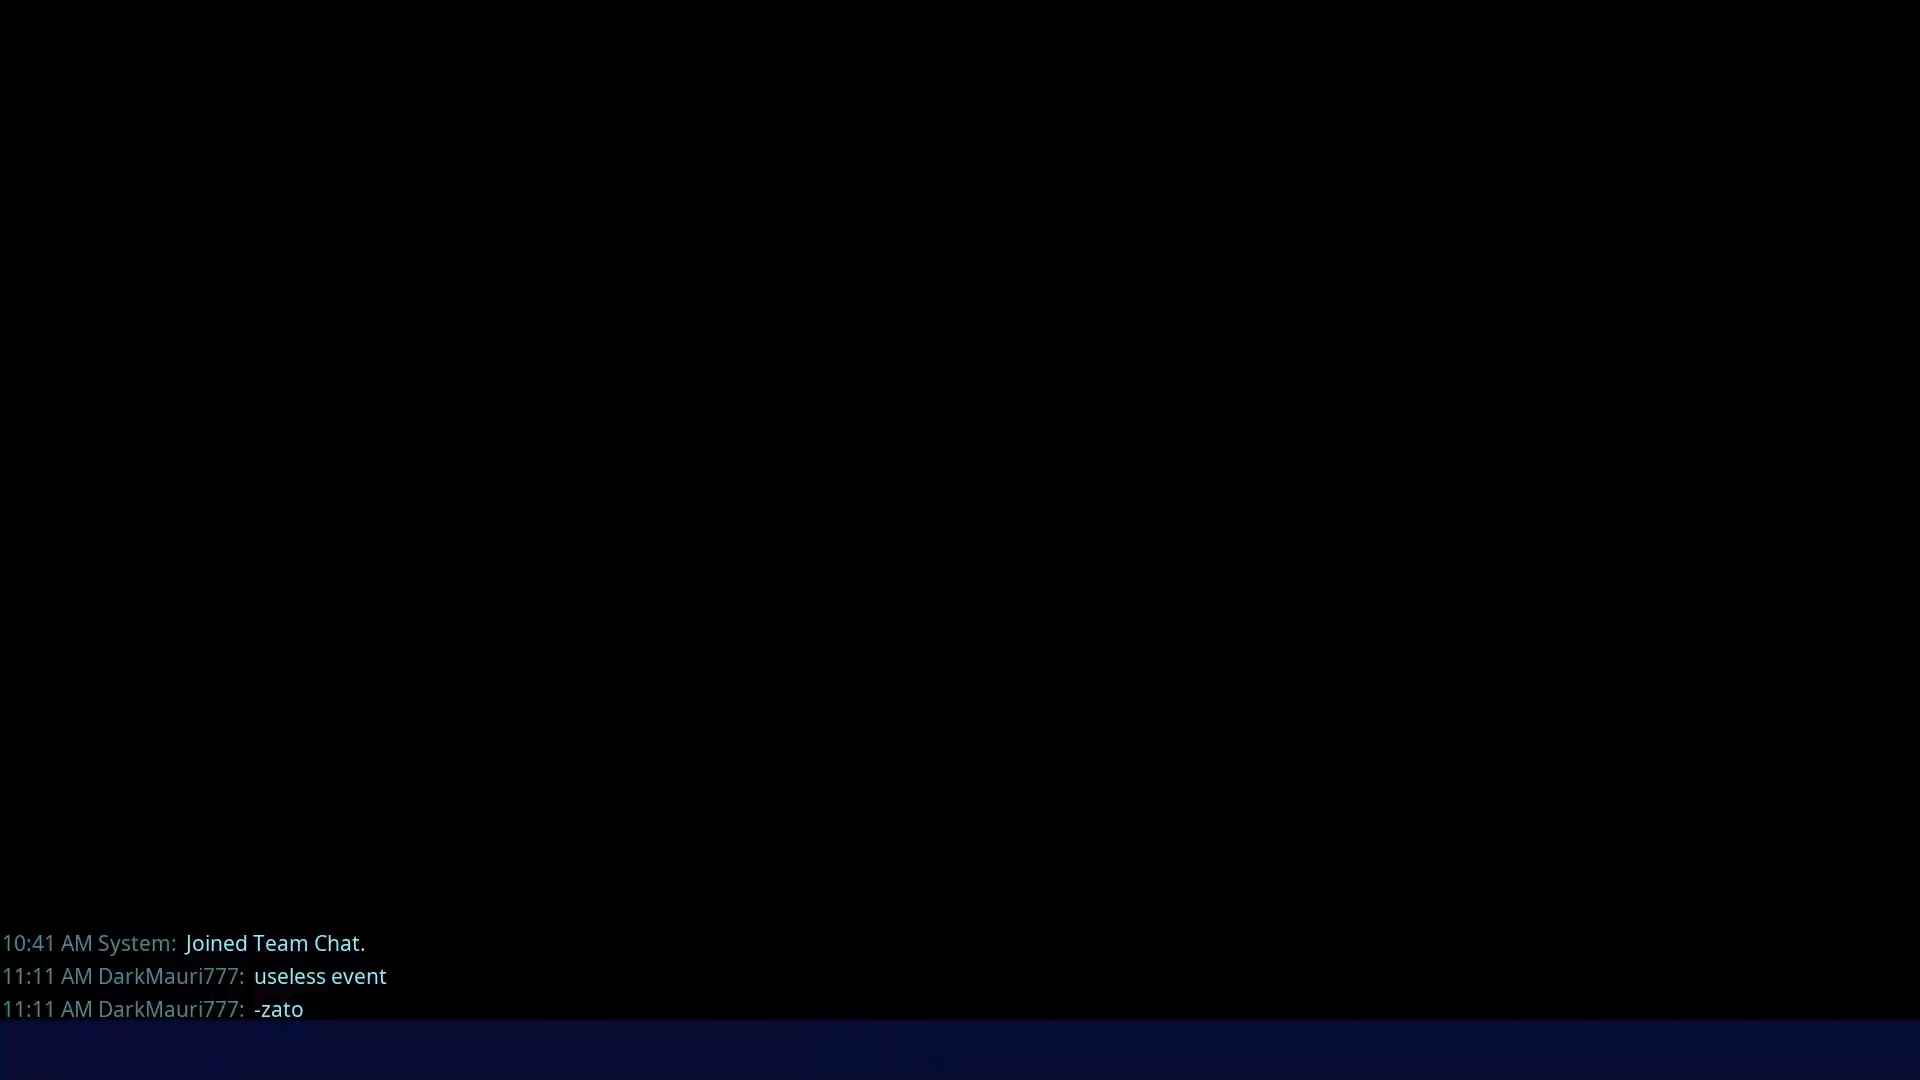 10:41 AM System: Joined Team Chat.
11:11 AM DarkMauri777: useless event
11:11 AM DarkMauri777: -zato